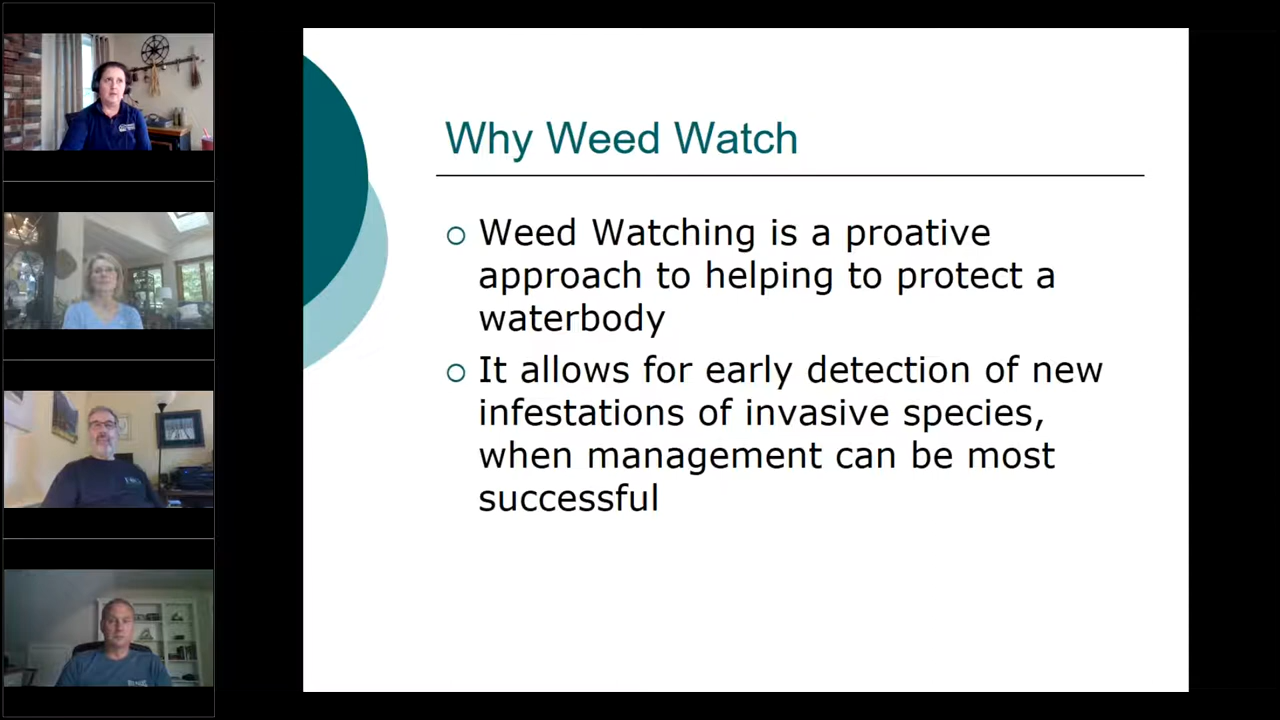 Why Weed Watch
Weed Watching is a proative
approach to helping to protect a
waterbody
It allows for early detection of new
infestations of invasive species,
when management can be most
successful